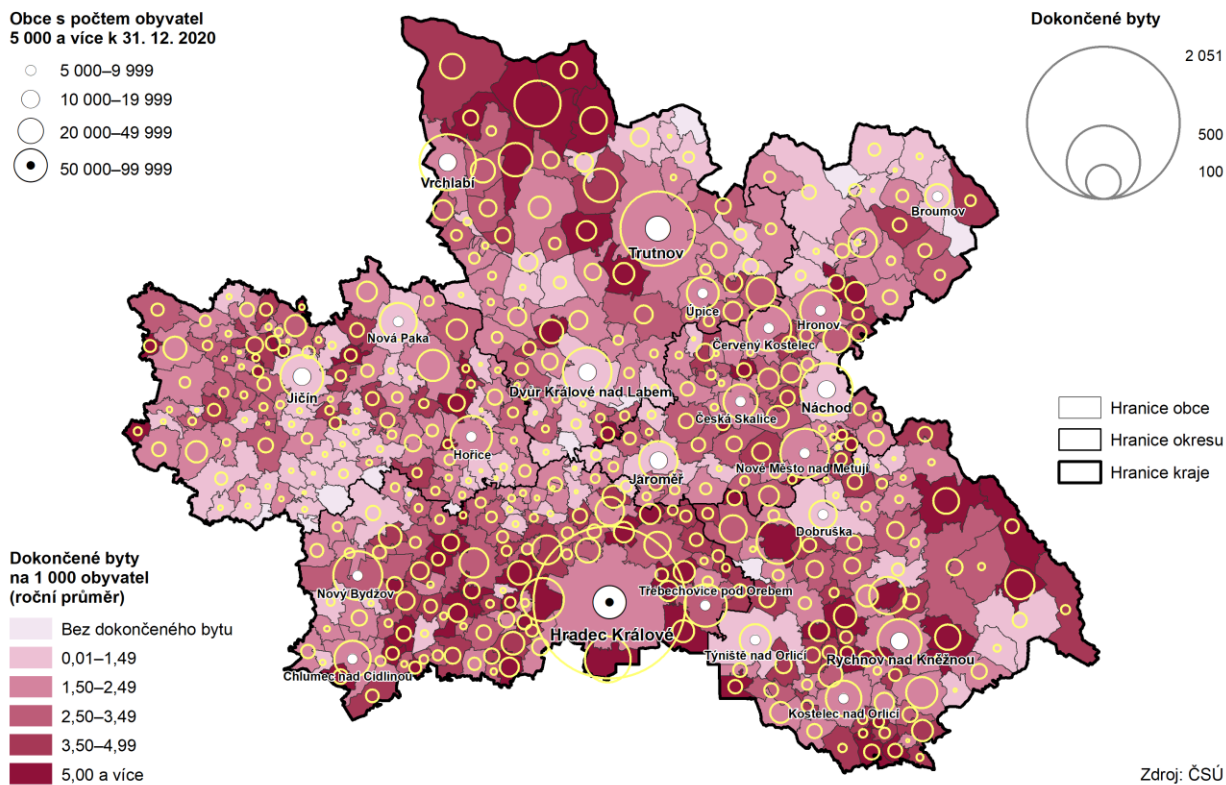 Obce s počtem obyvatel
5 000 a více k 31. 12. 2020
5 000–9 999
10 000–19 999
20 000–49 999
50 000–99 999
Dokončené byty
2 051
500
100
Vrchlabí
Broumov
Trutnov
Úpice
Hronov
Nová Paka
Červený Kostelec
Jičín
Dvůr Králové nad Labem
Náchod
Česká Skalice
Hořice
Nové Město nad Metují
Jaroměř
Dobruška
Hranice obce
Hranice okresu
Hranice kraje
Nový Bydžov
Třebechovice pod Orebem
Hradec Králové
Týniště nad Orlicí
Rychnov nad Kněžnou
Chlumec nad Cidlinou
Kostelec nad Orlicí
Dokončené byty
na 1 000 obyvatel
(roční průměr)
Bez dokončeného bytu
0,01–1,49
1,50–2,49
2,50–3,49
3,50–4,99
5,00 a více
Zdroj: ČSÚ